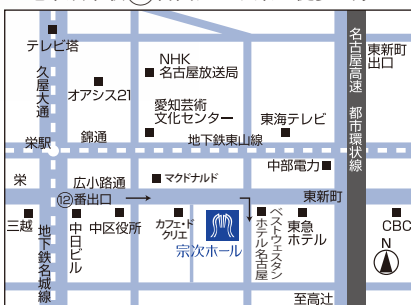 テレビ塔
久屋大通
オアシス21
NHK
名古屋放送局
愛知芸術
文化センター
東海テレビ
名古屋高速 都市環状線
東新町
出口
栄駅
錦通
地下鉄東山線
中部電力
栄
広小路通
マクドナルド
東新町
⑫番出口
三越
地下鉄名城線
中日ビル
中区役所
カフェ・ド
クリエ
宗次ホール
ベストウェスタン
ホテル名古屋
東急
ホテル
CBC
N
至高辻